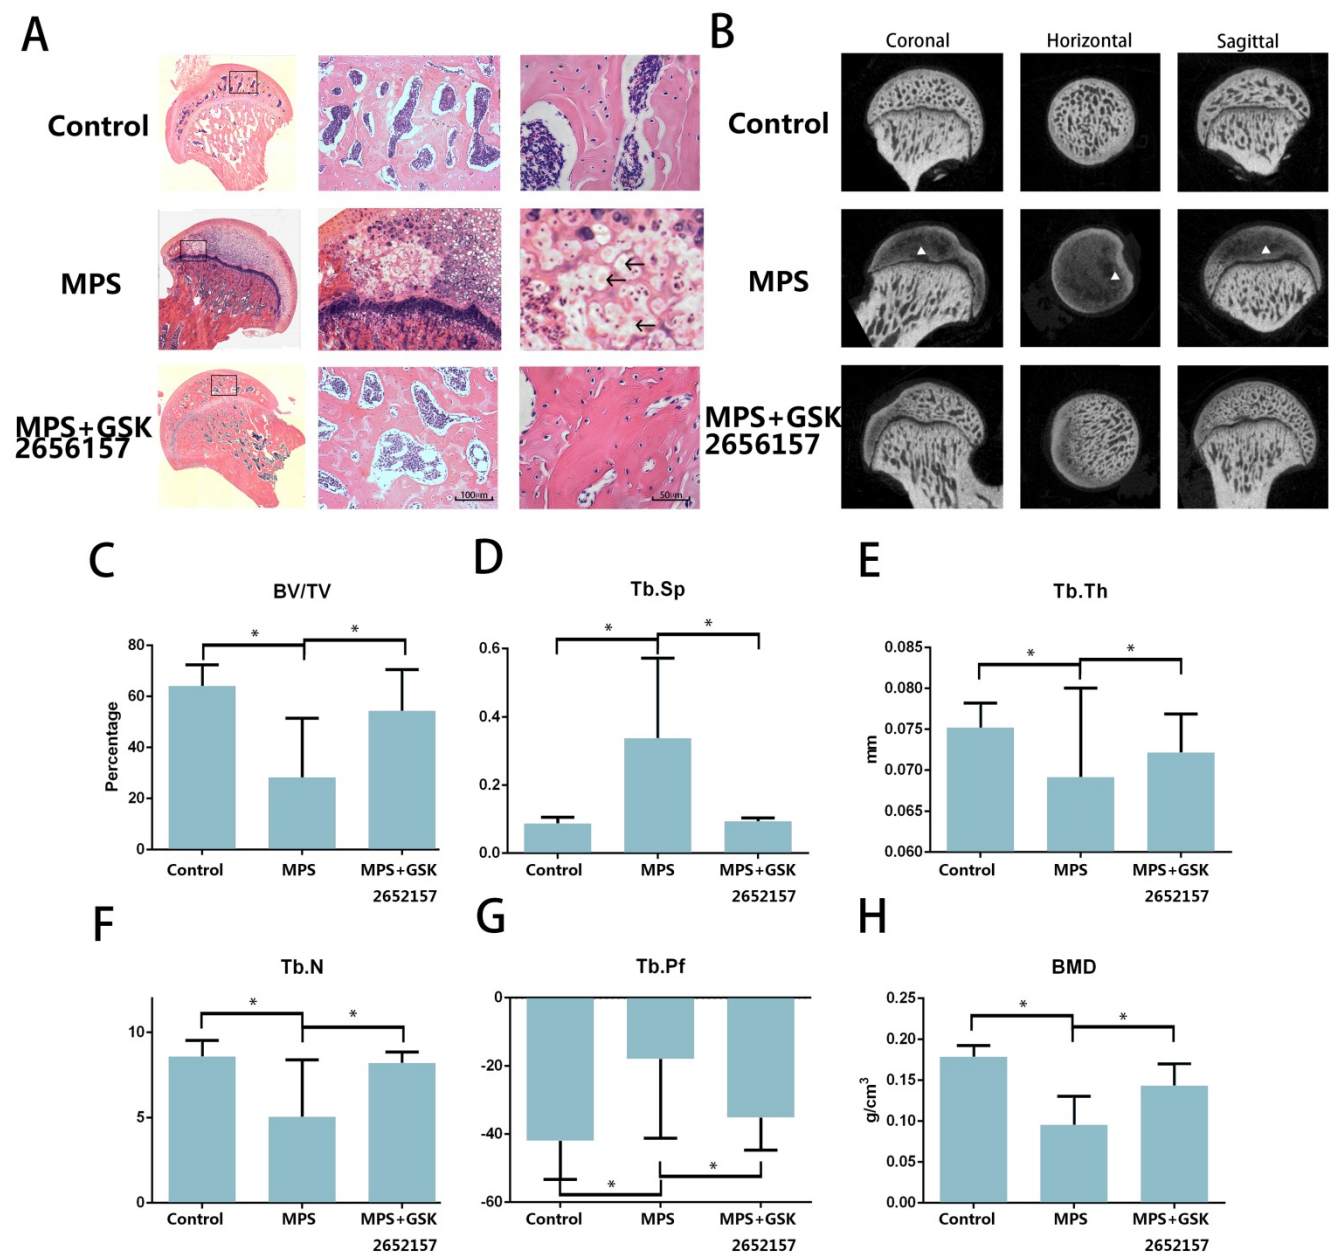 A
Control
MPS
MPS+GSK
2656157
100μm
50μm
B
Coronal
Horizontal
Sagittal
Control
MPS
MPS+GSK
2656157
C
BV/TV
Percentage
80
60
40
20
0
*
*
Control
MPS
MPS+GSK
2652157
D
Tb.Sp
0.6
0.4
0.2
0.0
*
*
Control
MPS
MPS+GSK
2652157
E
Tb.Th
mm
0.085
0.080
0.075
0.070
0.065
0.060
*
*
Control
MPS
MPS+GSK
2652157
F
Tb.N
10
5
0
*
*
Control
MPS
MPS+GSK
2652157
G
Tb.Pf
0
-20
-40
-60
*
*
Control
MPS
MPS+GSK
2652157
H
BMD
g/cm³
0.25
0.20
0.15
0.10
0.05
0.00
*
*
Control
MPS
MPS+GSK
2652157